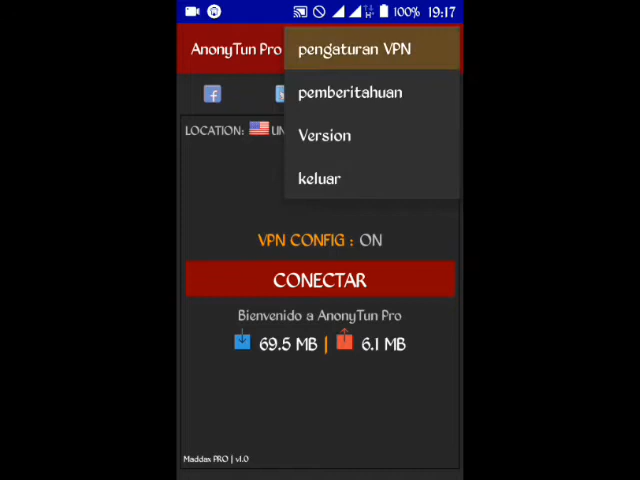 100% 19:17
AnonyTun Pro
pengaturan VPN
pemberitahuan
Version
keluar
LOCATION: UN
VPN CONFIG : ON
CONECTAR
Bienvenido a AnonyTun Pro
69.5 MB | 6.1 MB
Maddax PRO | v1.0